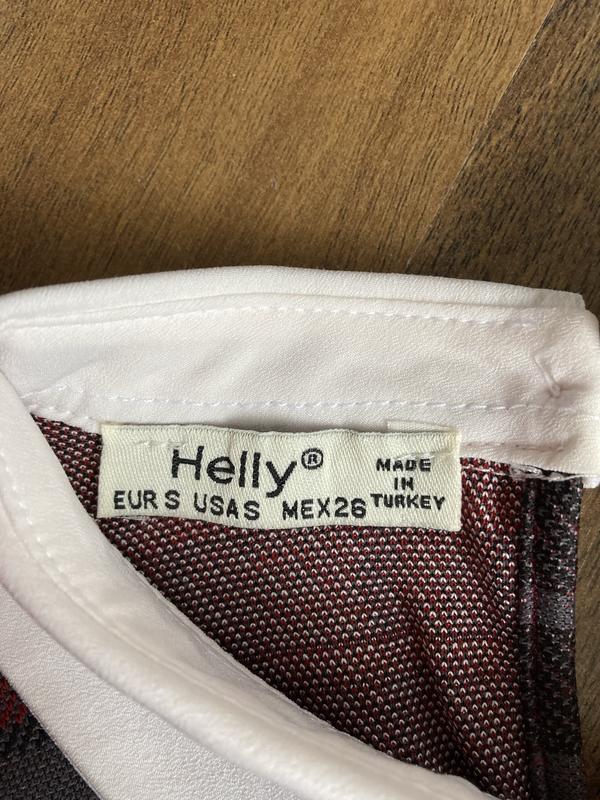 Helly®
MADE
IN
TURKEY
EUR S USA S MEX 26